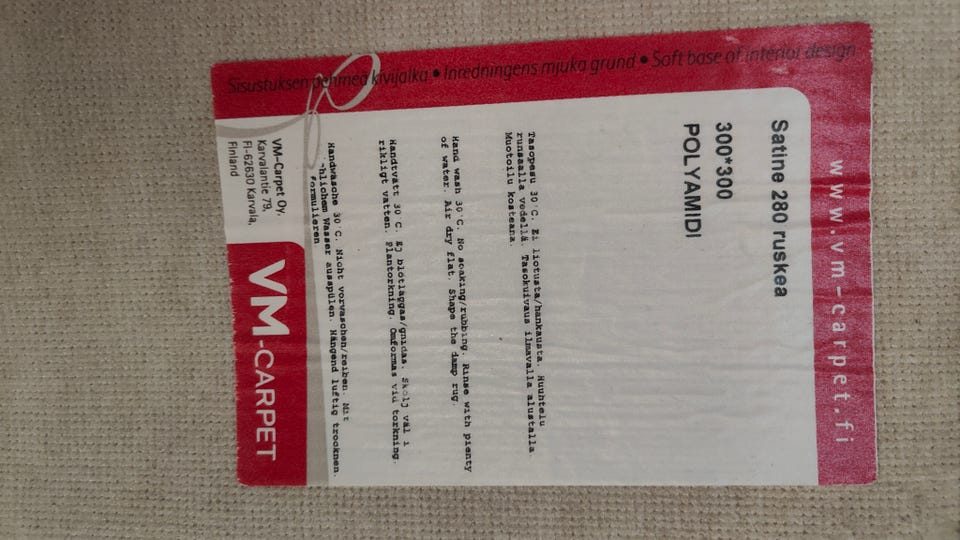 www.vm-carpet.fi
Sisustuksen pehmeä kivijalka • Inredningens mjuka grund • Soft base of interior design
Satine 280 ruskea
300*300
POLYAMIDI
Tasopesu 30°C. Ei liotusta/hankausta. Huuhtelu
runsaalla vedellä. Tasokuivaus ilmavalla alustalla.
Muotoilu kosteana.
Hand wash 30°C. No soaking/rubbing. Rinse with plenty
of water. Air dry flat. Shape the damp rug.
Handtvätt 30 C. Ej blötläggas/gnidas. Skölj väl i
rikligt vatten. Plantorkning. Omformas vid torkning.
Handwäsche 30°C. Nicht vorwaschen/reiben. Mit
Wasser ausspülen. Hängend luftig trocknen.
VM-Carpet Oy,
Karvalantie 79,
FI-62630 Karvala,
Finland
VM-CARPET